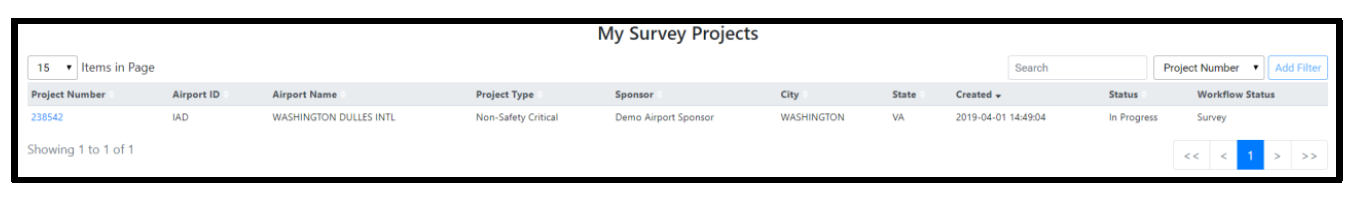 My Survey Projects
15 Items in Page Search Project Number Add Filter
Project Number Airport ID Airport Name Project Type Sponsor City State Created Status Workflow Status
238542 IAD WASHINGTON DULLES INTL Non-Safety Critical Demo Airport Sponsor WASHINGTON VA 2019-04-01 14:49:04 In Progress Survey
Showing 1 to 1 of 1
<< < 1 > >>